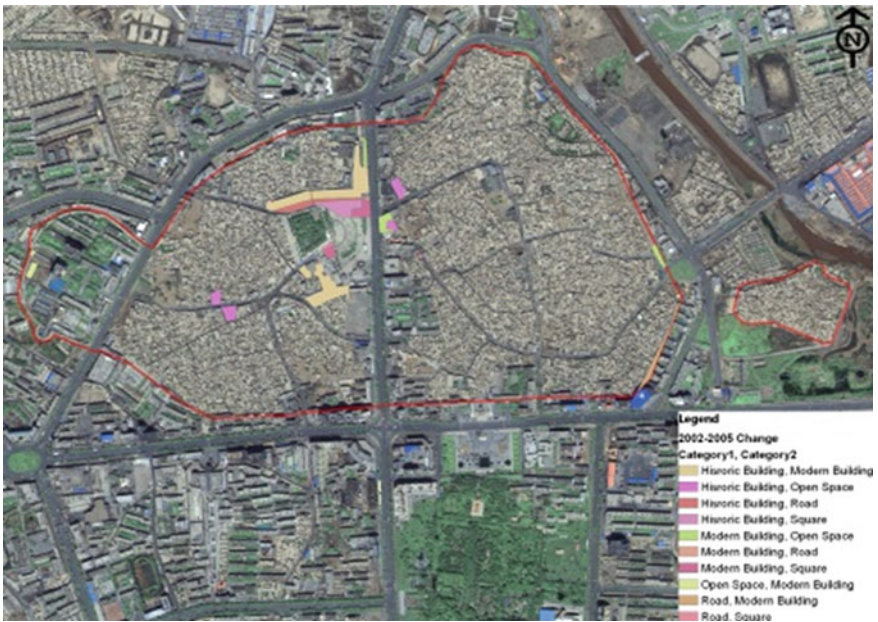 N
Legend
2002-2005 Change
Category1, Category2
Hisroric Building, Modern Building
Hisroric Building, Open Space
Hisroric Building, Road
Hisroric Building, Square
Modern Building, Open Space
Modern Building, Road
Modern Building, Square
Open Space, Modern Building
Road, Modern Building
Road, Square